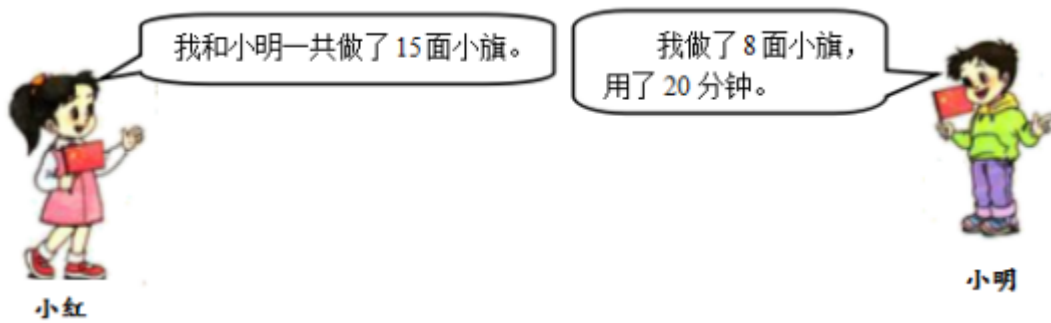 我和小明一共做了15面小旗。
我做了8面小旗，
用了20分钟。
小红
小明